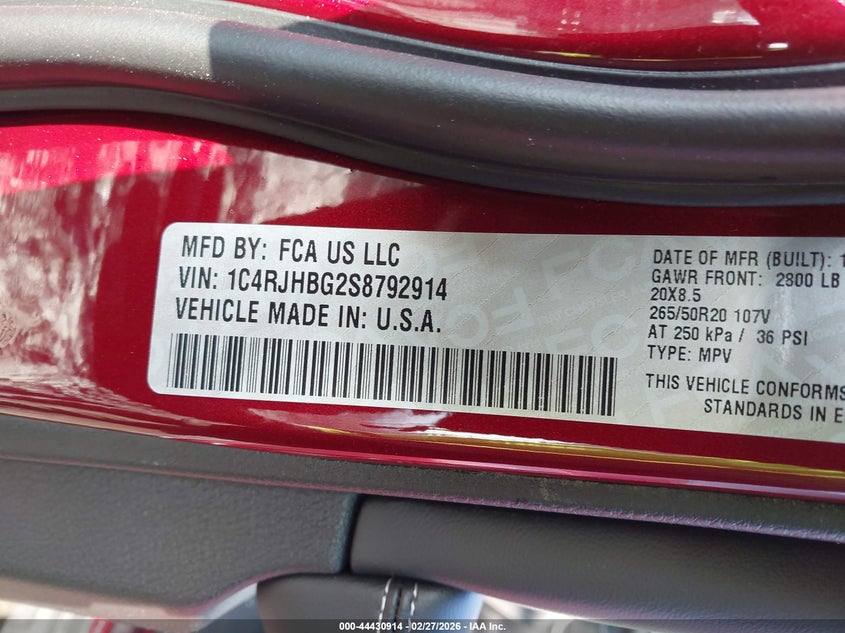 MFD BY: FCA US LLC
VIN: 1C4RJHBG2S8792914
VEHICLE MADE IN: U.S.A.
DATE OF MFR (BUILT): 1
GAWR FRONT: 2800 LB
20X8.5
265/50R20 107V
AT 250 kPa / 36 PSI
TYPE: MPV
THIS VEHICLE CONFORMS
STANDARDS IN E
000-44430914 - 02/27/2026 - IAA Inc.